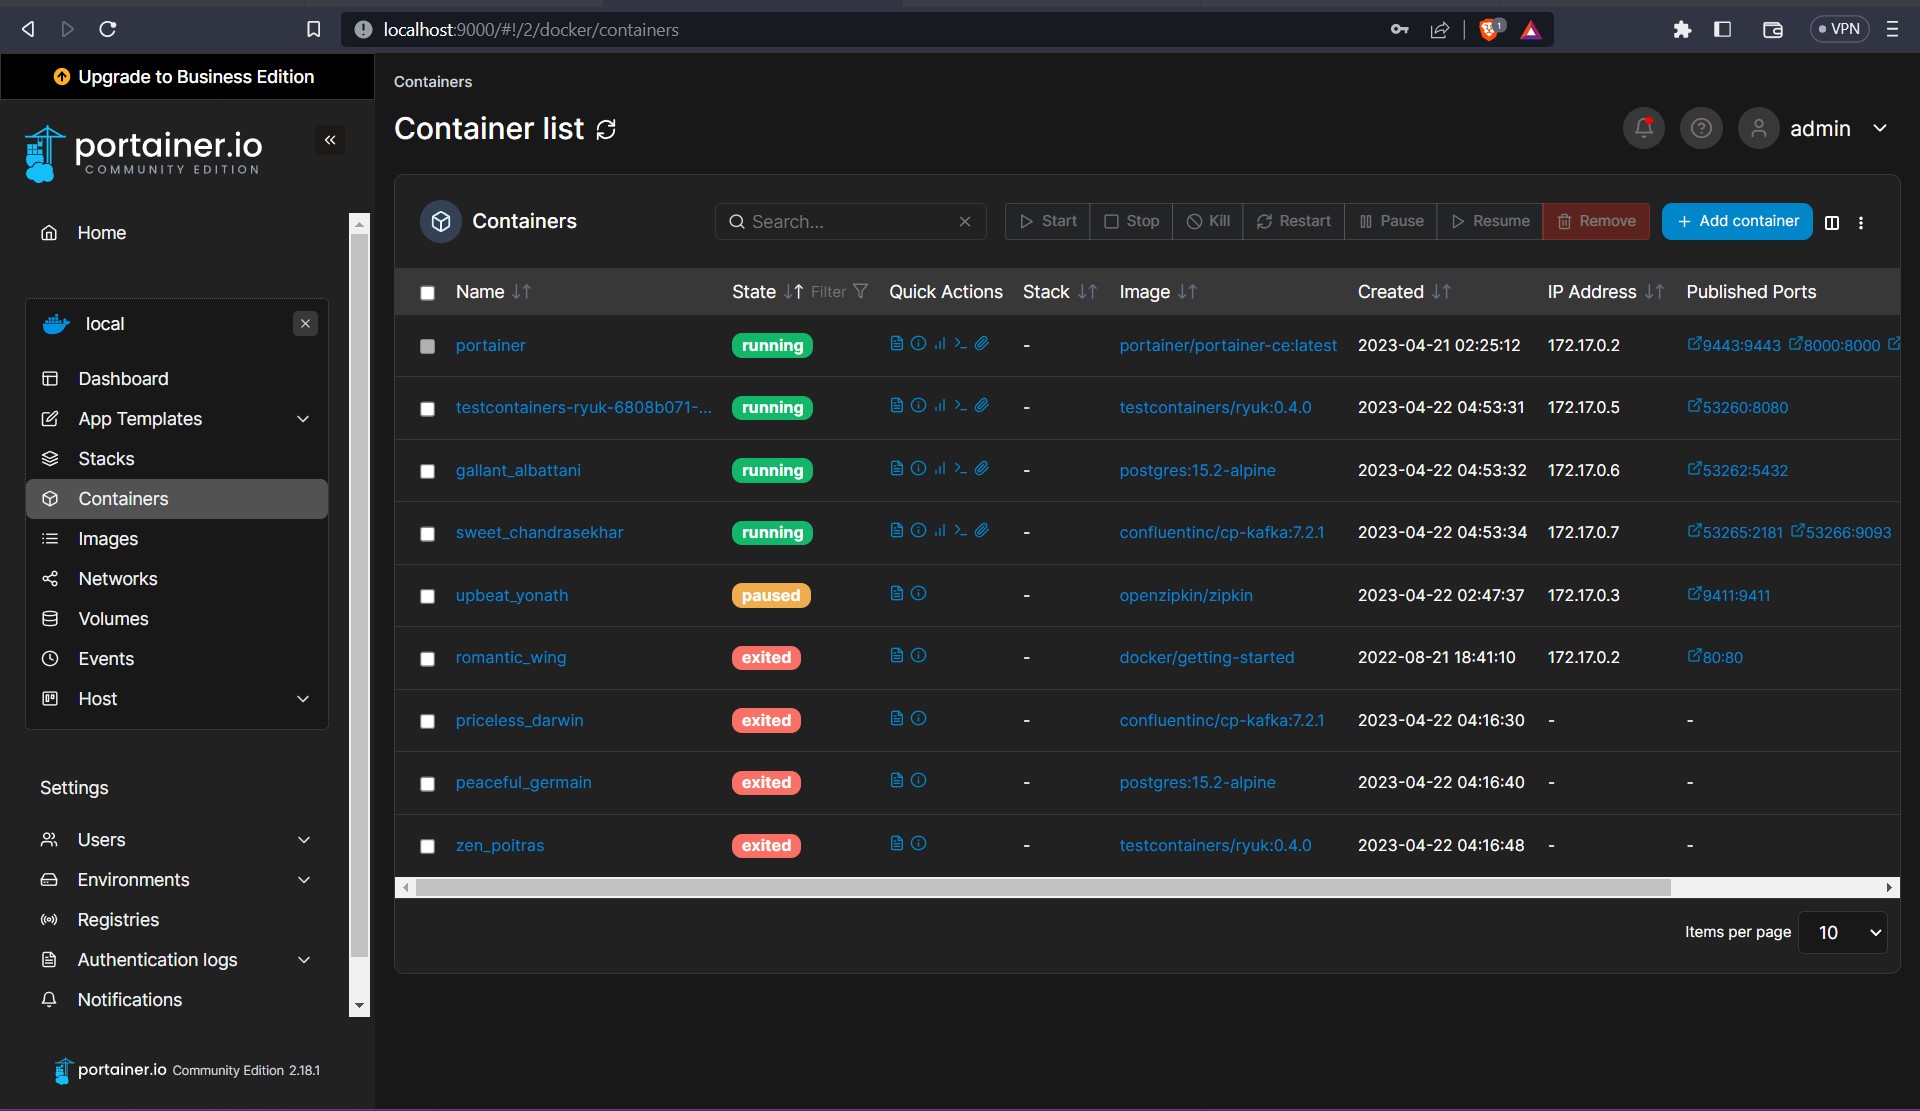 localhost:9000/#!/2/docker/containers
1
VPN
Upgrade to Business Edition
portainer.io
COMMUNITY EDITION
Home
local
Dashboard
App Templates
Stacks
Containers
Images
Networks
Volumes
Events
Host
Settings
Users
Environments
Registries
Authentication logs
Notifications
portainer.io Community Edition 2.18.1
Containers
Container list
admin
Containers
Search...
Start Stop Kill Restart Pause Resume Remove
Add container
Name State Filter Quick Actions Stack Image Created IP Address Published Ports
portainer running - portainer/portainer-ce:latest 2023-04-21 02:25:12 172.17.0.2 9443:9443 8000:8000
testcontainers-ryuk-6808b071-... running - testcontainers/ryuk:0.4.0 2023-04-22 04:53:31 172.17.0.5 53260:8080
gallant_albattani running - postgres:15.2-alpine 2023-04-22 04:53:32 172.17.0.6 53262:5432
sweet_chandrasekhar running - confluentinc/cp-kafka:7.2.1 2023-04-22 04:53:34 172.17.0.7 53265:2181 53266:9093
upbeat_yonath paused - openzipkin/zipkin 2023-04-22 02:47:37 172.17.0.3 9411:9411
romantic_wing exited - docker/getting-started 2022-08-21 18:41:10 172.17.0.2 80:80
priceless_darwin exited - confluentinc/cp-kafka:7.2.1 2023-04-22 04:16:30 - -
peaceful_germain exited - postgres:15.2-alpine 2023-04-22 04:16:40 - -
zen_poitras exited - testcontainers/ryuk:0.4.0 2023-04-22 04:16:48 - -
Items per page 10